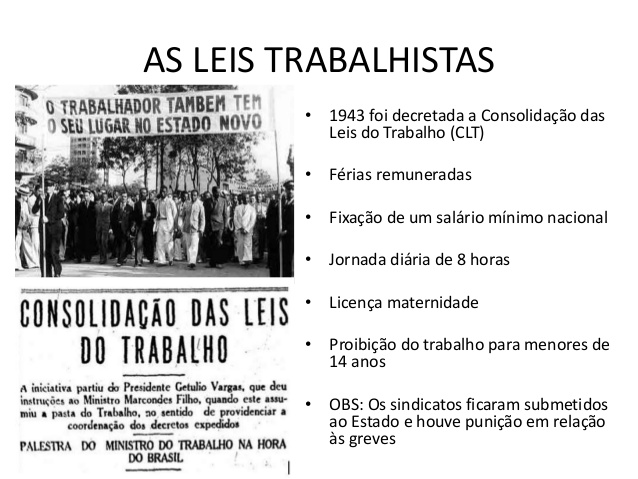 AS LEIS TRABALHISTAS
O TRABALHADOR TAMBEM TEM
O SEU LUGAR NO ESTADO NOVO
CONSOLIDAÇÃO DAS LEIS
DO TRABALHO
A iniciativa partiu do Presidente Getulio Vargas, que deu
instruções ao Ministro Marcondes Filho, quando este assu-
miu a pasta do Trabalho, no sentido de providenciar a
coordenação dos decretos expedidos
PALESTRA DO MINISTRO DO TRABALHO NA HORA
DO BRASIL
• 1943 foi decretada a Consolidação das
Leis do Trabalho (CLT)
• Férias remuneradas
• Fixação de um salário mínimo nacional
• Jornada diária de 8 horas
• Licença maternidade
• Proibição do trabalho para menores de
14 anos
• OBS: Os sindicatos ficaram submetidos
ao Estado e houve punição em relação
às greves